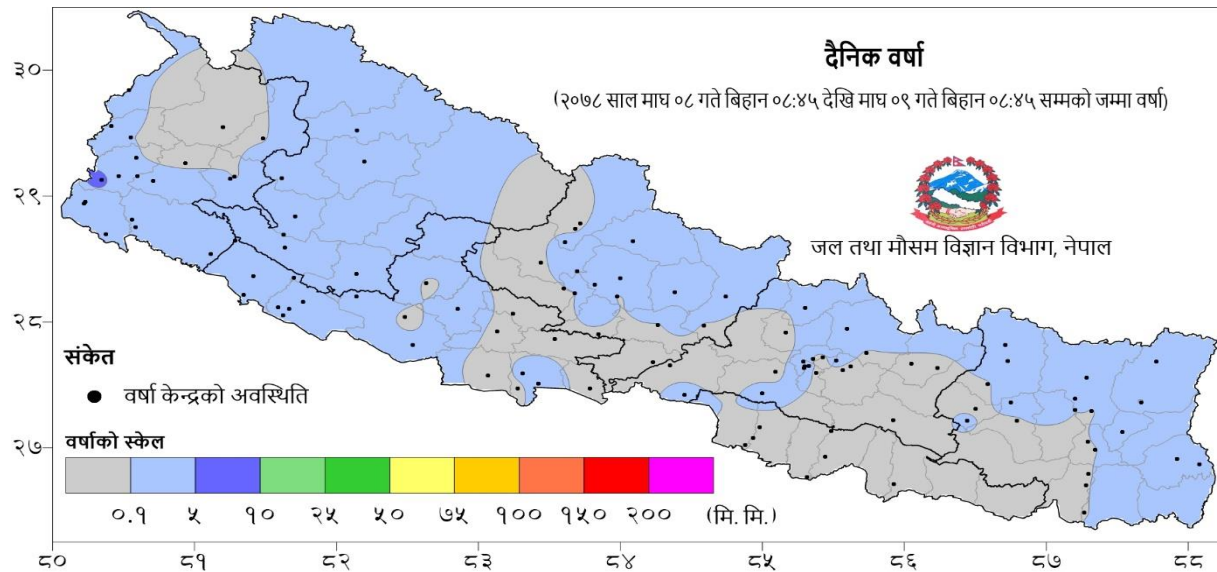 दैनिक वर्षा
(२०७८ साल माघ ०८ गते बिहान ०८:४५ देखि माघ ०९ गते बिहान ०८:४५ सम्मको जम्मा वर्षा)
जल तथा मौसम विज्ञान विभाग, नेपाल
३०
२९
२८
२७
संकेत
वर्षा केन्द्रको अवस्थिति
वर्षाको स्केल
०.१ ५ १० २५ ५० ७५ १०० १५० २०० (मि. मि.)
८० ८१ ८२ ८३ ८४ ८५ ८६ ८७ ८८